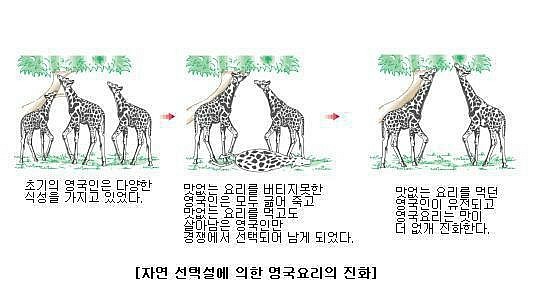 초기의 영국인은 다양한
식성을 가지고 있었다.
맛없는 요리를 버티지못한
영국인은 모두 굶어 죽고
맛없는 요리를 먹고도
살아남은 영국인만
경쟁에서 선택되어 남게 되었다.
맛없는 요리를 먹던
영국인이 유전되고
영국요리는 맛이
더 없게 진화한다.
[자연 선택설에 의한 영국요리의 진화]